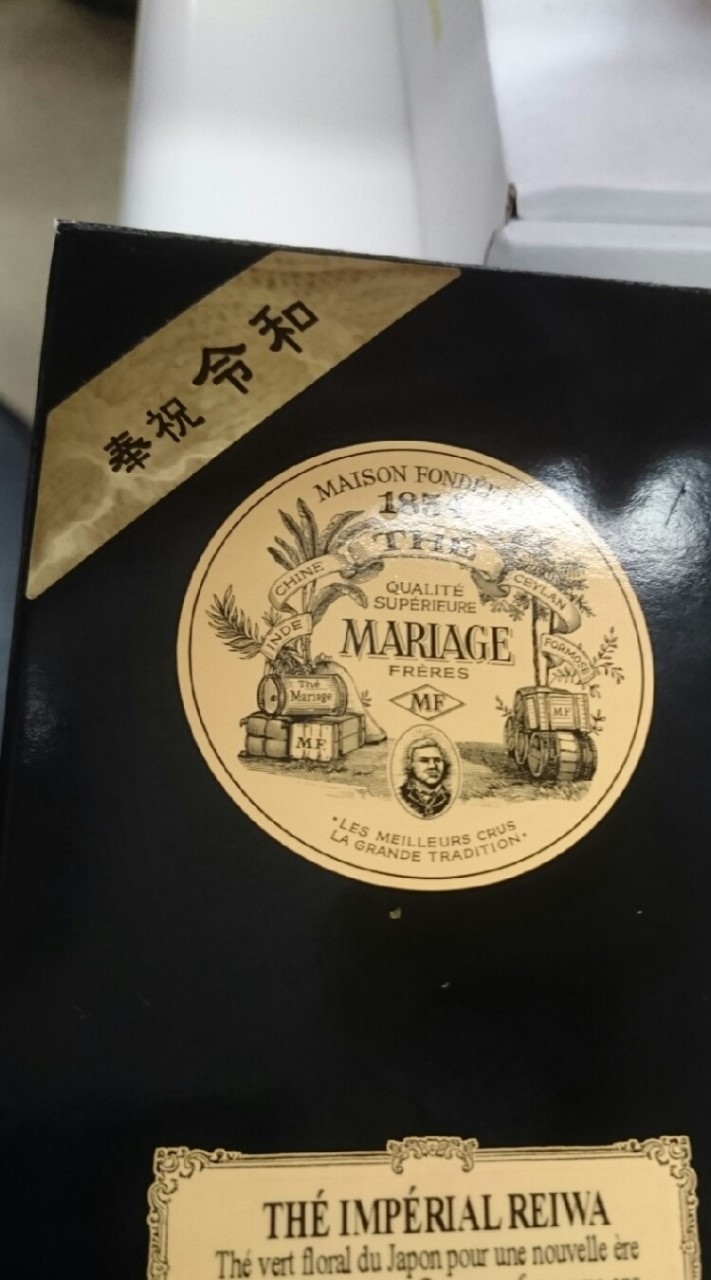 奉祝 令和
MAISON FONDÉE
1854
THÉ
CHINE
CEYLAN
INDE
FORMOSE
QUALITÉ
SUPÉRIEURE
MARIAGE
FRÈRES
MF
Thé
Mariage
M.F.
MF
•LES MEILLEURS CRUS
LA GRANDE TRADITION•
THÉ IMPÉRIAL REIWA
Thé vert floral du Japon pour une nouvelle ère